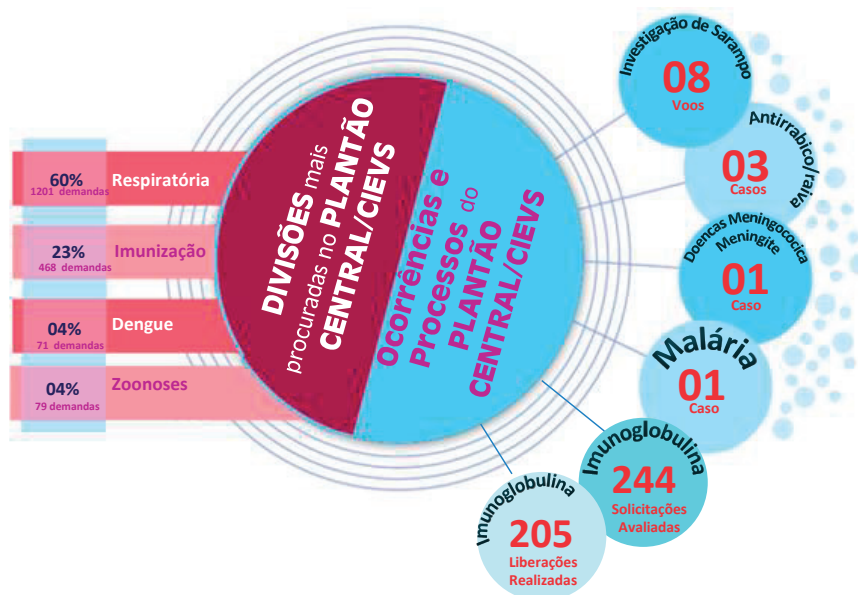 60%
1201 demandas
Respiratória
23%
468 demandas
Imunização
04%
71 demandas
Dengue
04%
79 demandas
Zoonoses
DIVISÕES mais
procuradas no PLANTÃO
CENTRAL/CIEVS
Ocorrências e
Processos do
PLANTÃO
CENTRAL/CIEVS
Investigação de Sarampo
08
Voos
Antirrabico/raiva
03
Casos
Doencas Meningococica
Meningite
01
Caso
Malária
01
Caso
Imunoglobulina
244
Solicitações
Avaliadas
Imunoglobulina
205
Liberações
Realizadas